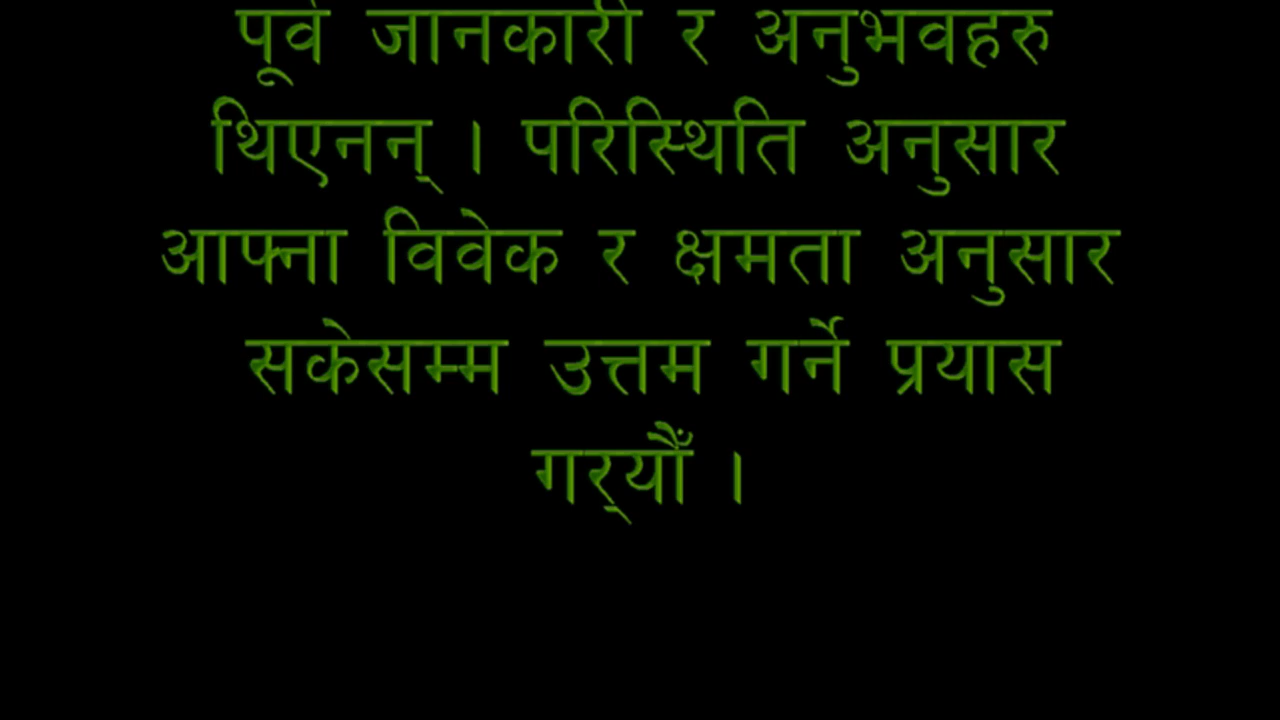 पूर्व जानकारी र अनुभवहरु
थिएनन् । परिस्थिति अनुसार
आफ्ना विवेक र क्षमता अनुसार
सकेसम्म उत्तम गर्ने प्रयास
गर्‍यौँ ।